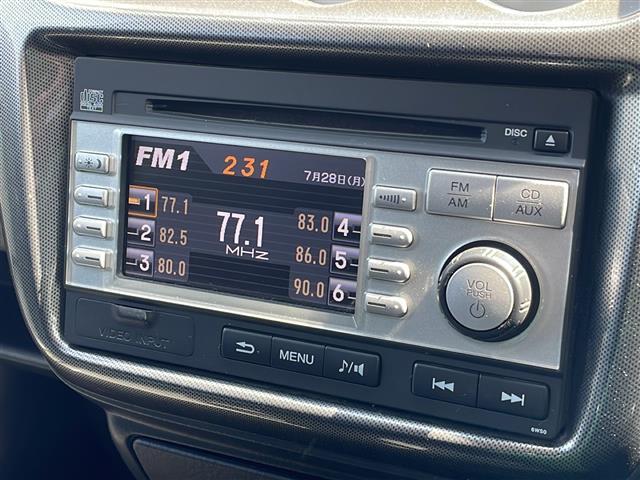 disc
DISC
FM1
231
7月28日(月)
1 77.1
2 82.5
3 80.0
77.1
MHz
83.0 4
86.0 5
90.0 6
FM
AM
CD
AUX
VOL
PUSH
VIDEO INPUT
MENU
6WS0